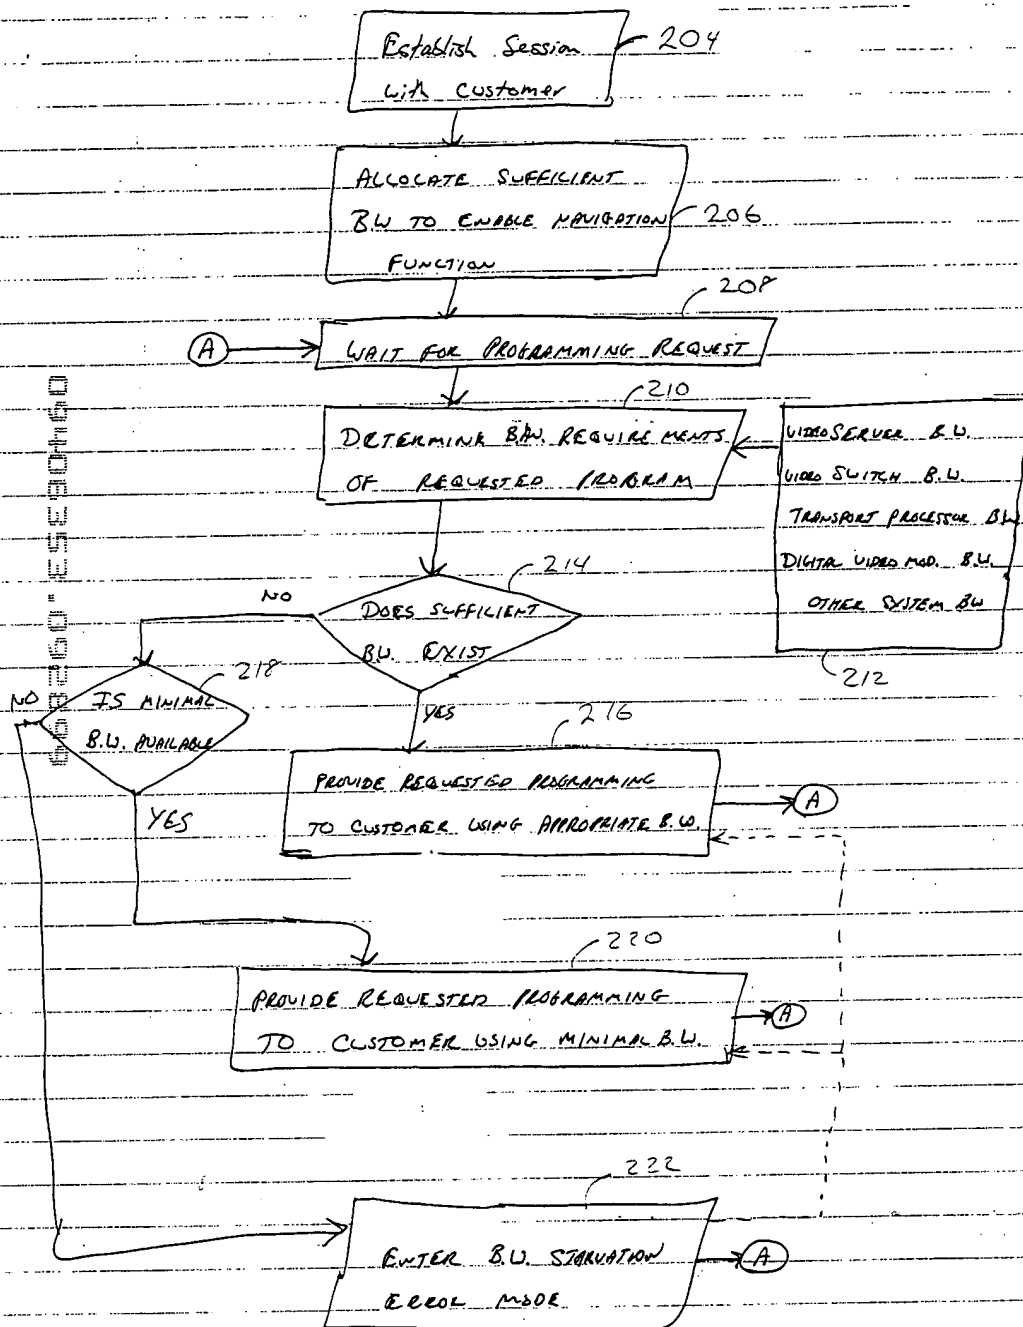 Establish Session
with Customer
204
ALLOCATE SUFFICIENT
B.W TO ENABLE NAVIGATION
FUNCTION
206
208
A
WAIT FOR PROGRAMMING REQUEST
210
DETERMINE B.W. REQUIREMENTS
OF REQUESTED PROGRAM
VIDEO SERVER B.W.
VIDEO SWITCH B.W.
TRANSPORT PROCESSOR BW
DIGITAL VIDEO MOD. B.W.
OTHER SYSTEM BW
212
214
NO
DOES SUFFICIENT
B.W. EXIST
218
NO
IS MINIMAL
B.W. AVAILABLE
YES
YES
216
PROVIDE REQUESTED PROGRAMMING
TO CUSTOMER USING APPROPRIATE B.W.
A
220
PROVIDE REQUESTED PROGRAMMING
TO CUSTOMER USING MINIMAL B.W.
A
222
ENTER B.W. STARVATION
ERROR MODE
A